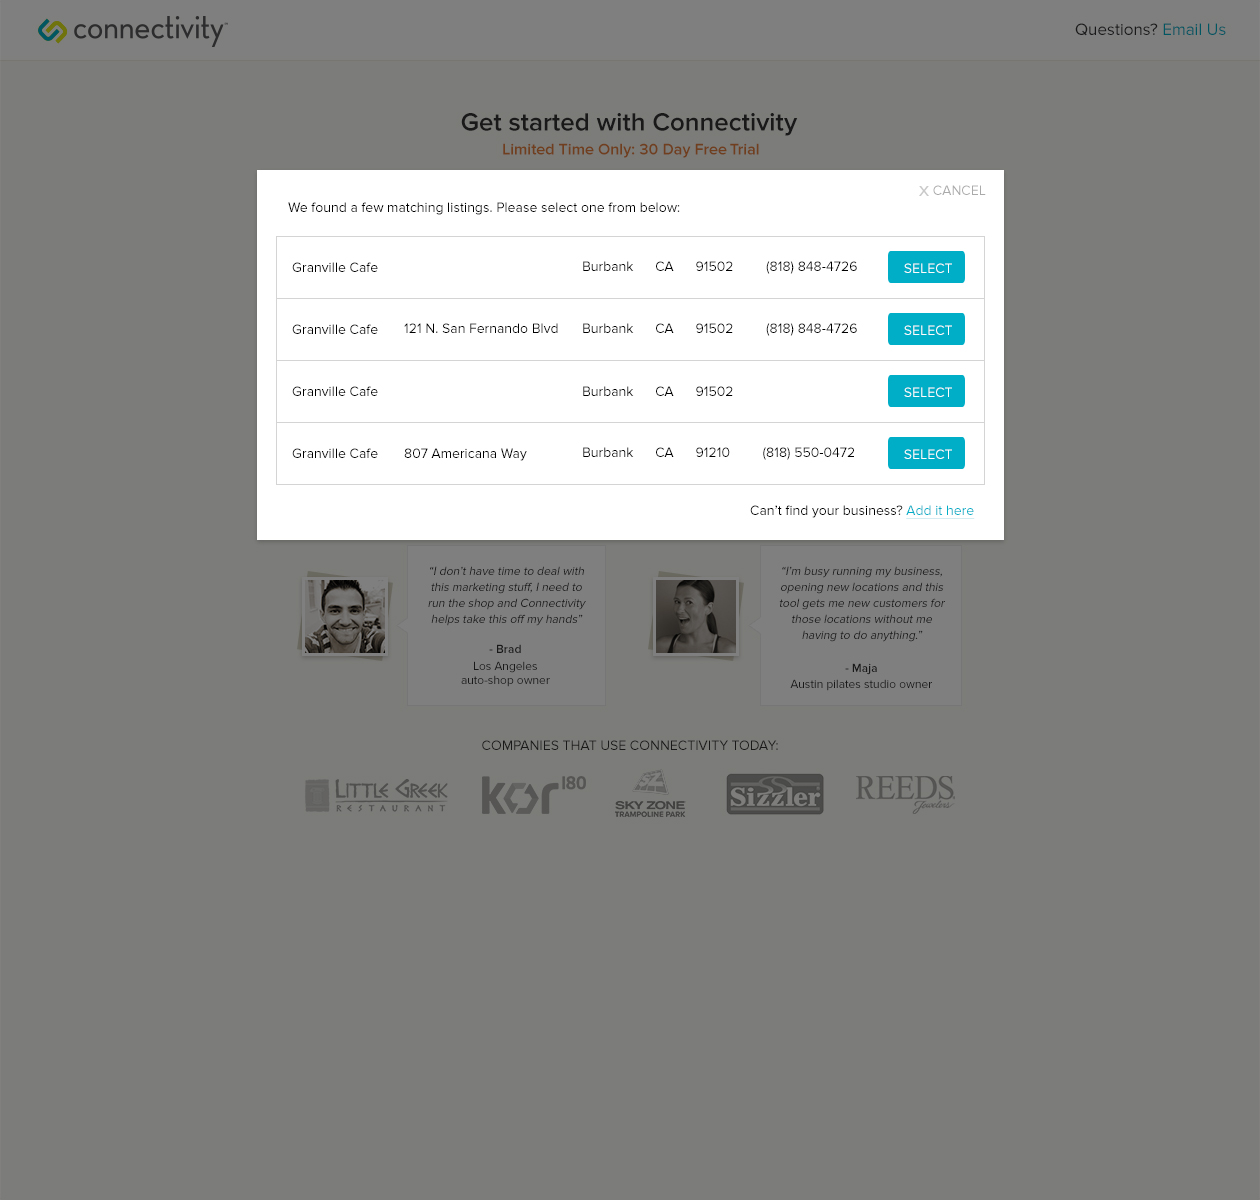 connectivity™
Questions? Email Us
Get started with Connectivity
Limited Time Only: 30 Day Free Trial
X CANCEL
We found a few matching listings. Please select one from below:
Granville Cafe Burbank CA 91502 (818) 848-4726 SELECT
Granville Cafe 121 N. San Fernando Blvd Burbank CA 91502 (818) 848-4726 SELECT
Granville Cafe Burbank CA 91502 SELECT
Granville Cafe 807 Americana Way Burbank CA 91210 (818) 550-0472 SELECT
Can't find your business? Add it here
“I don't have time to deal with
this marketing stuff, I need to
run the shop and Connectivity
helps take this off my hands”
- Brad
Los Angeles
auto-shop owner
“I'm busy running my business,
opening new locations and this
tool gets me new customers for
those locations without me
having to do anything.”
- Maja
Austin pilates studio owner
COMPANIES THAT USE CONNECTIVITY TODAY:
LITTLE GREEK
RESTAURANT
kor180
SKY ZONE
TRAMPOLINE PARK
Sizzler
REEDS
Jewelers